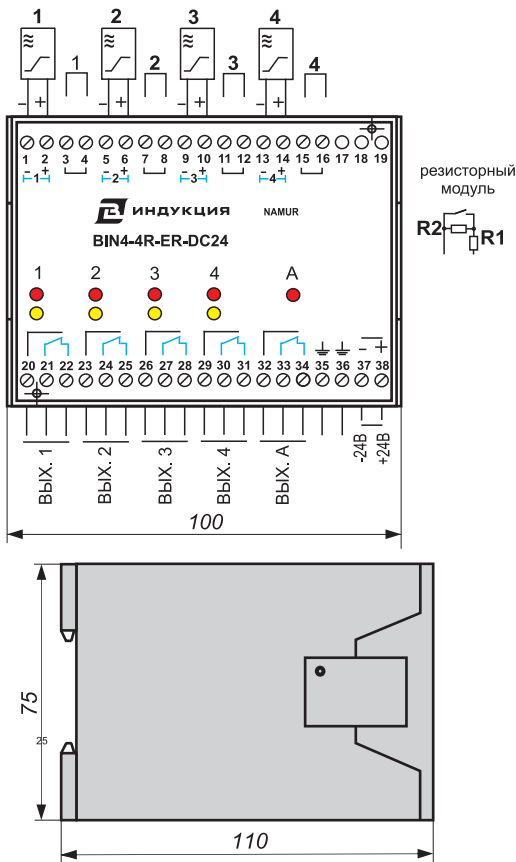 1 2 3 4
1 2 3 4
- + - + - + - +
1 2 3 4 5 6 7 8 9 10 11 12 13 14 15 16 17 18 19
- + - + - + - +
1 2 3 4
резисторный
модуль
R2 R1
ИНДУКЦИЯ NAMUR
BIN4-4R-ER-DC24
1 2 3 4 A
- +
20 21 22 23 24 25 26 27 28 29 30 31 32 33 34 35 36 37 38
ВЫХ. 1 ВЫХ. 2 ВЫХ. 3 ВЫХ. 4 ВЫХ. A -24В +24В
100
75
25
110